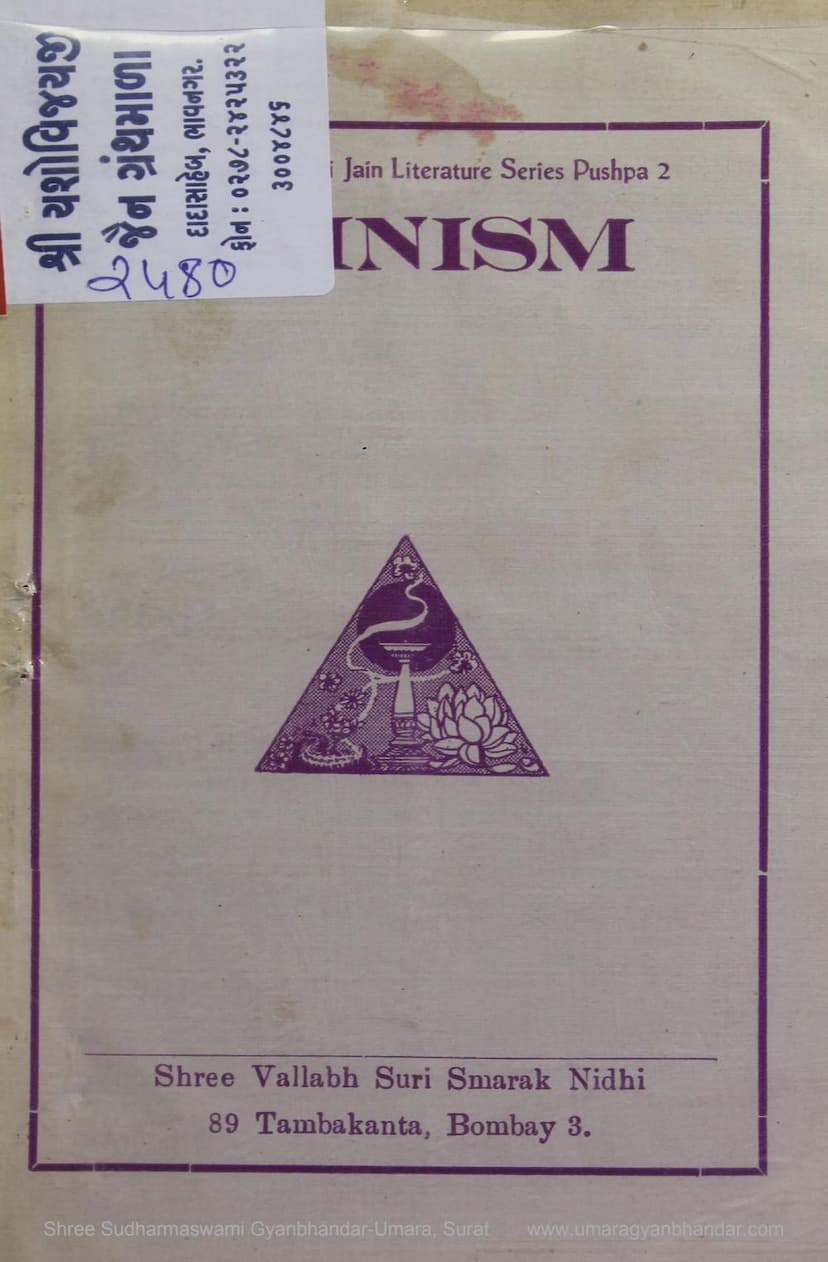 શ્રી યશોવિજયજી
જૈન ગ્રંથમાળા
દાદાસાહેબ, ભાવનગર.
ફોન : ૦૨૭૮-૨૪૨૫૩૨૨
૩૦૦૪૮૪૬
૨૫૪૦
i Jain Literature Series Pushpa 2
INISM
Shree Vallabh Suri Smarak Nidhi
89 Tambakanta, Bombay 3.
Shree Sudharmaswami Gyanbhandar-Umara, Surat www.umaragyanbhandar.com